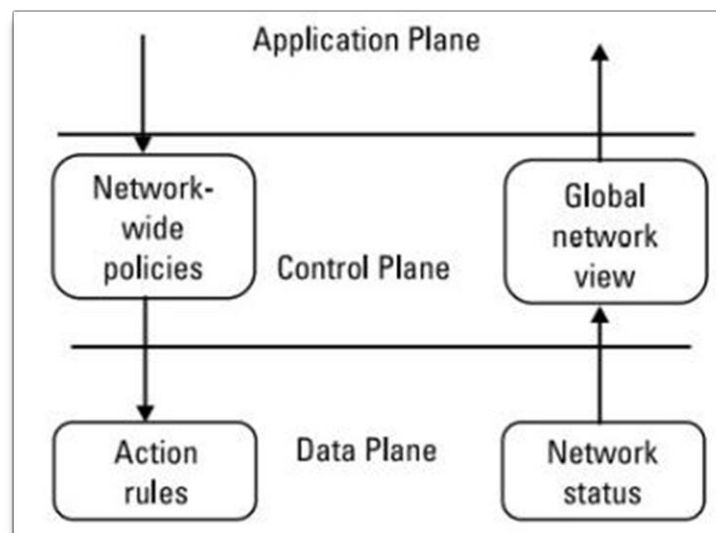 Application Plane
Network-
wide
policies
Control Plane
Global
network
view
Action
rules
Data Plane
Network
status